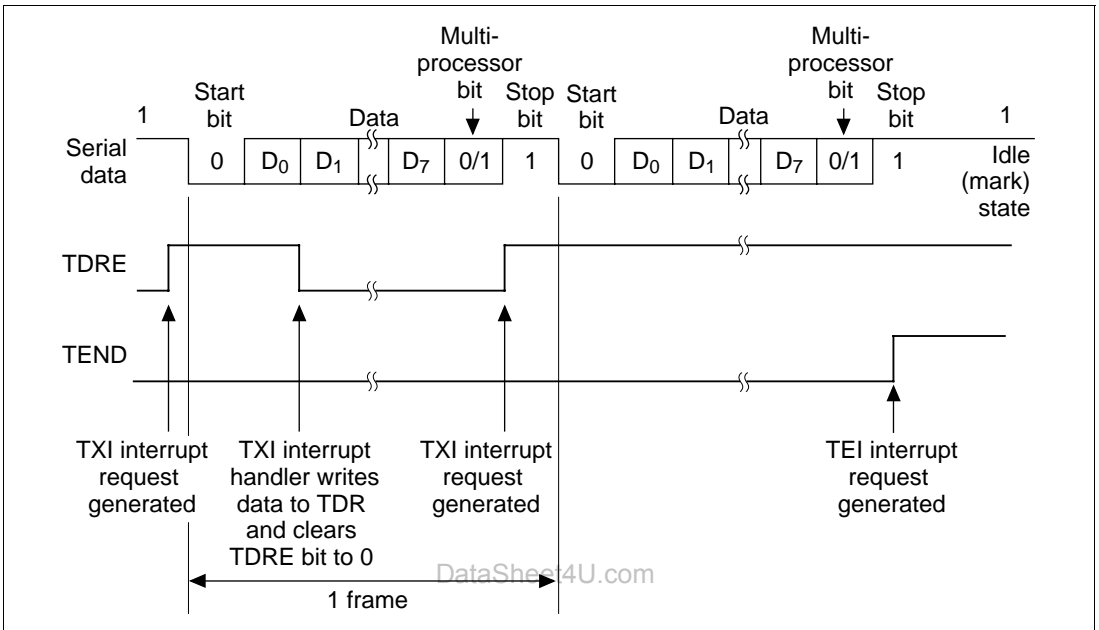 Multi-
processor
bit
Multi-
processor
bit
Start
bit
Stop
bit
Start
bit
Stop
bit
1
Data
Data
1
Serial
data
0 D0 D1 D7 0/1 1 0 D0 D1 D7 0/1 1
Idle
(mark)
state
TDRE
TEND
TXI interrupt
request
generated
TXI interrupt
handler writes
data to TDR
and clears
TDRE bit to 0
TXI interrupt
request
generated
TEI interrupt
request
generated
DataSheet4U.com
1 frame